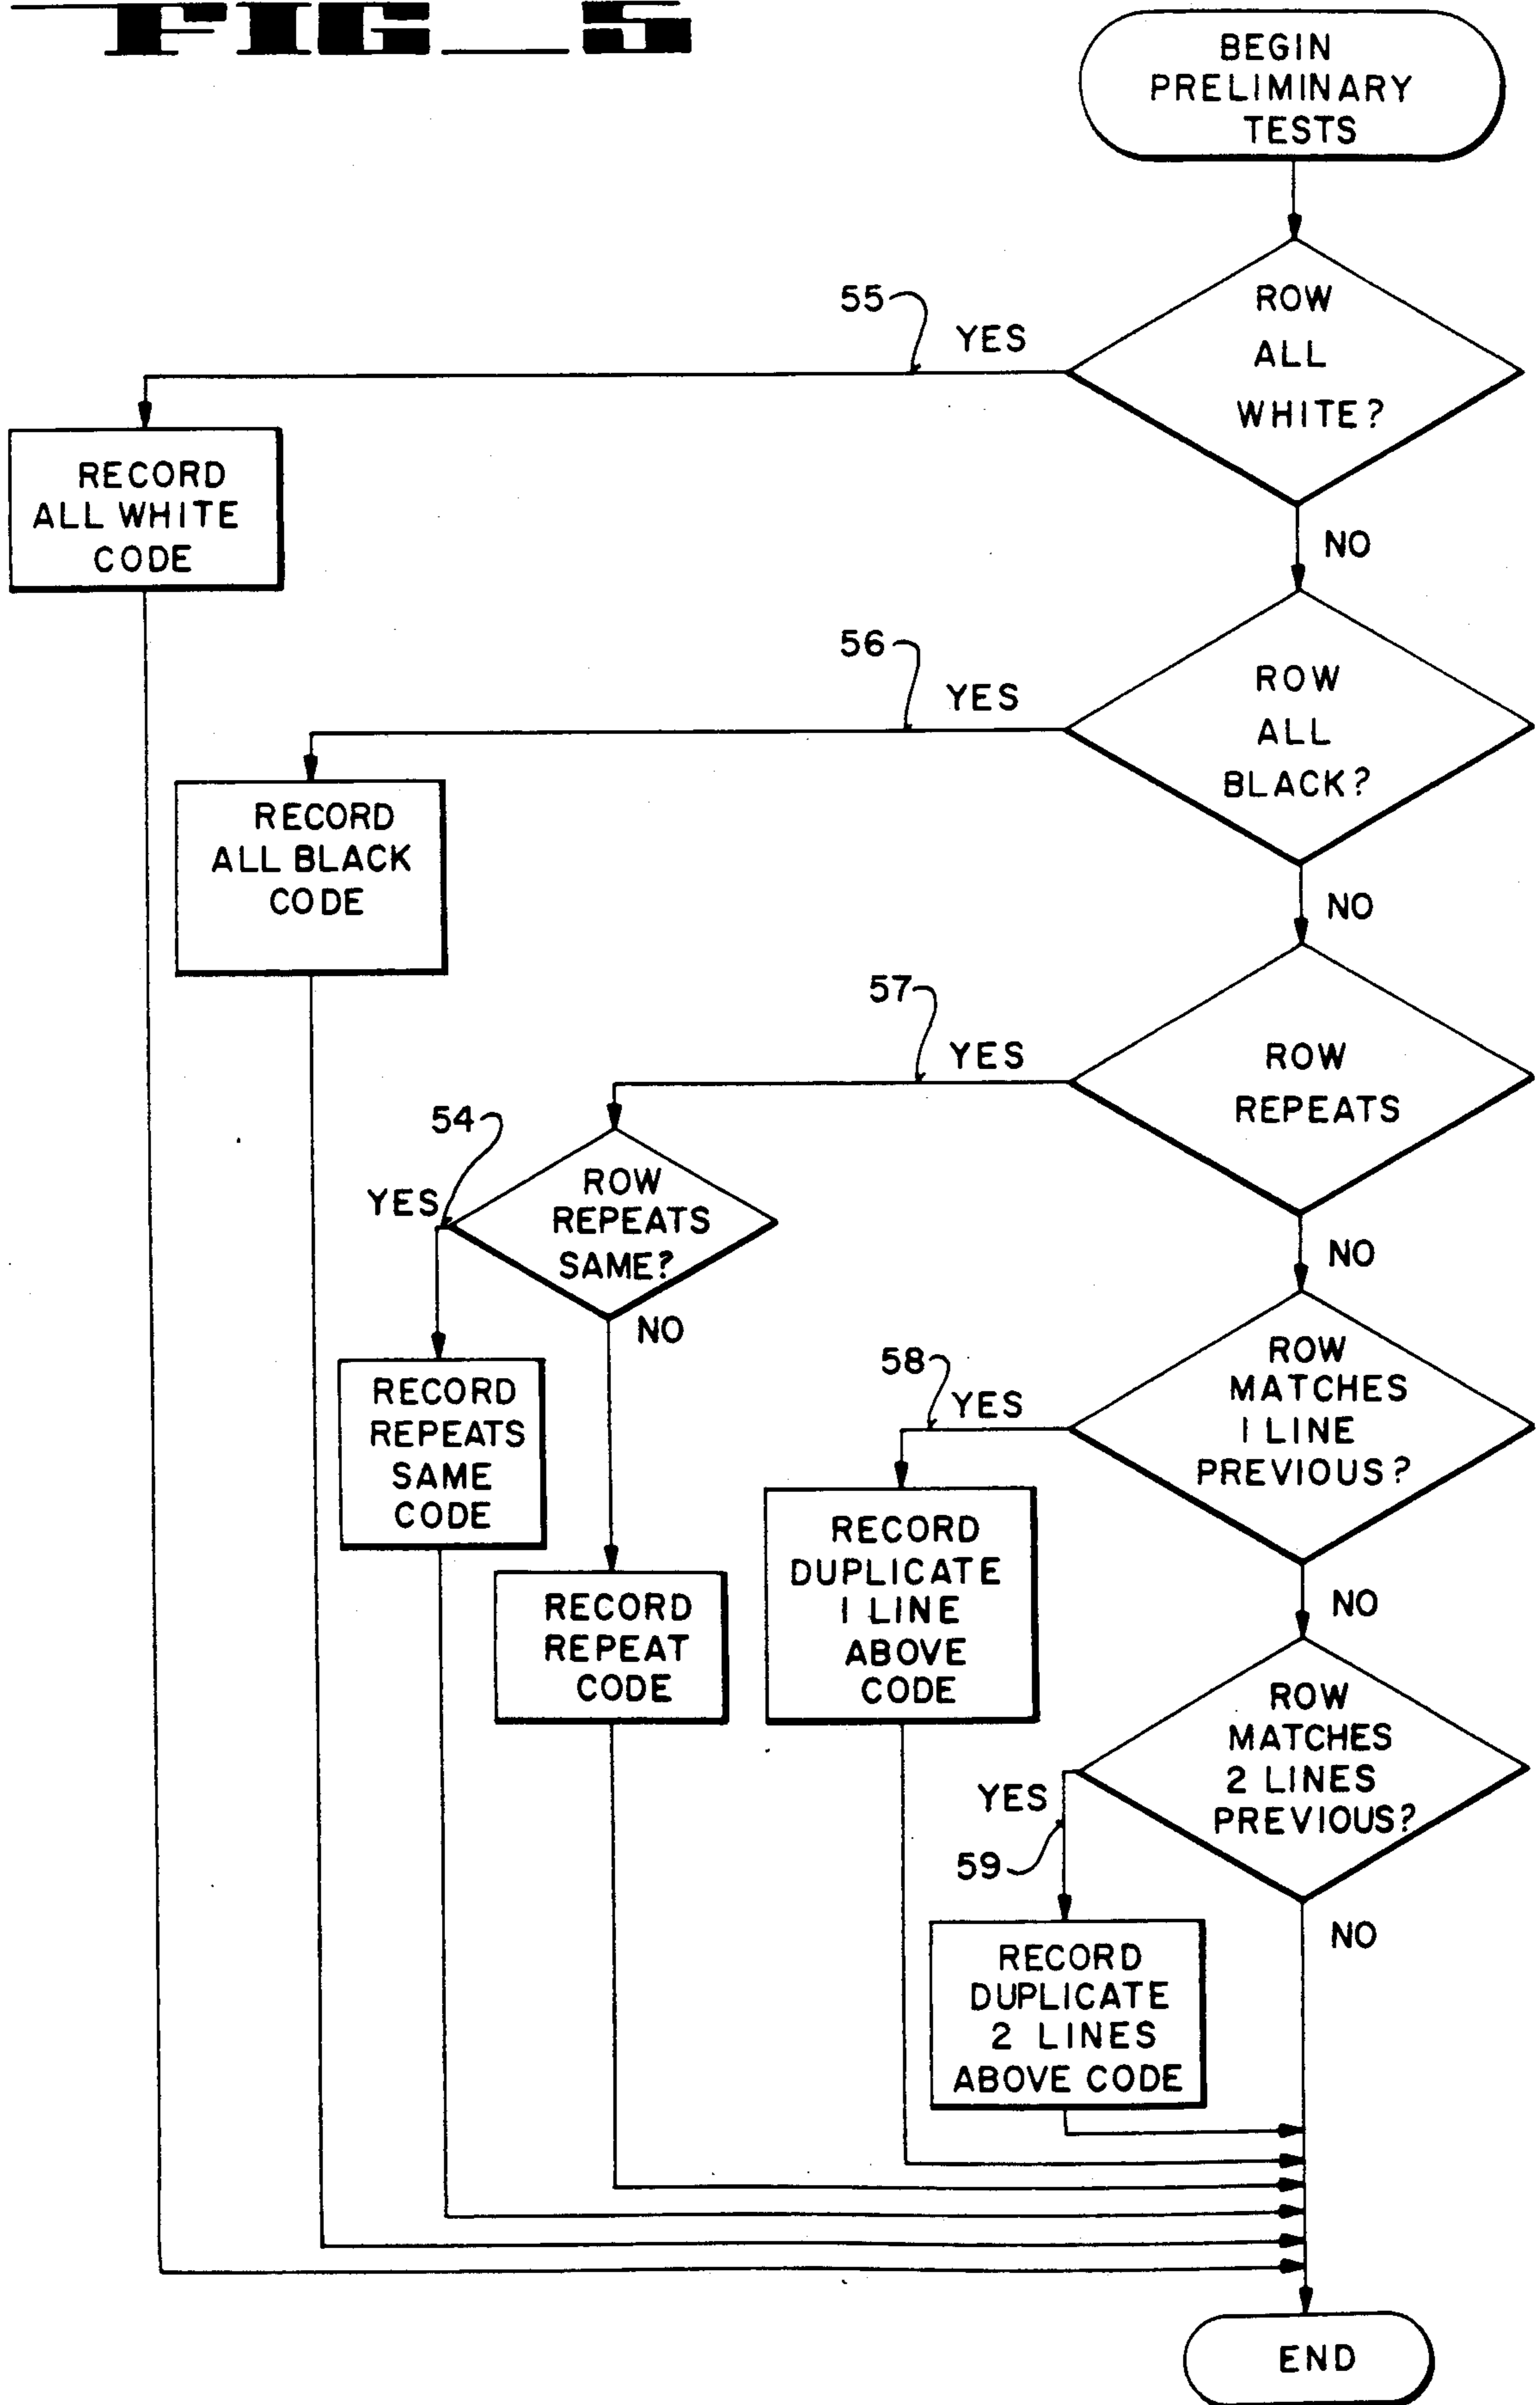 FIG_5
BEGIN
PRELIMINARY
TESTS
ROW
ALL
WHITE?
55
YES
NO
RECORD
ALL WHITE
CODE
ROW
ALL
BLACK?
56
YES
NO
RECORD
ALL BLACK
CODE
ROW
REPEATS
57
YES
NO
ROW
REPEATS
SAME?
54
YES
NO
RECORD
REPEATS
SAME
CODE
RECORD
REPEAT
CODE
ROW
MATCHES
1 LINE
PREVIOUS?
58
YES
NO
RECORD
DUPLICATE
1 LINE
ABOVE
CODE
ROW
MATCHES
2 LINES
PREVIOUS?
YES
59
NO
RECORD
DUPLICATE
2 LINES
ABOVE CODE
END